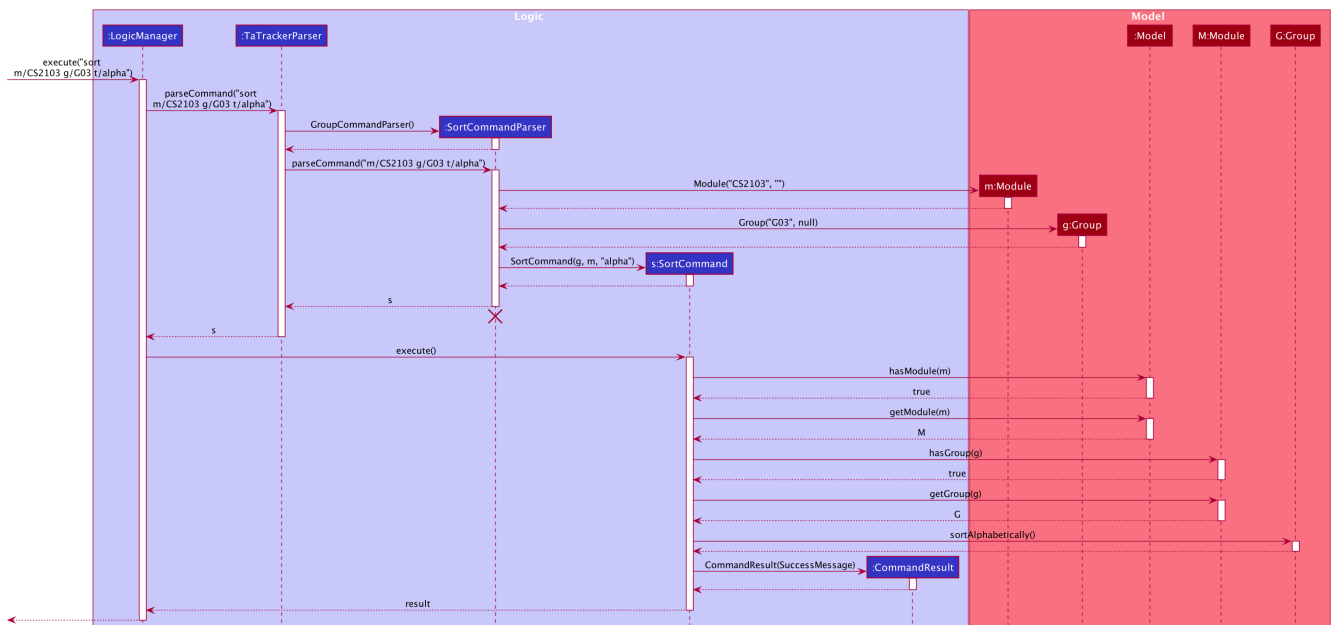 Logic
Model
:LogicManager
:TaTrackerParser
:Model
M:Module
G:Group
execute("sort
m/CS2103 g/G03 t/alpha")
parseCommand("sort
m/CS2103 g/G03 t/alpha")
GroupCommandParser()
:SortCommandParser
parseCommand("m/CS2103 g/G03 t/alpha")
Module("CS2103", "")
m:Module
Group("G03", null)
g:Group
SortCommand(g, m, "alpha")
s:SortCommand
s
s
execute()
hasModule(m)
true
getModule(m)
M
hasGroup(g)
true
getGroup(g)
G
sortAlphabetically()
CommandResult(SuccessMessage)
:CommandResult
result